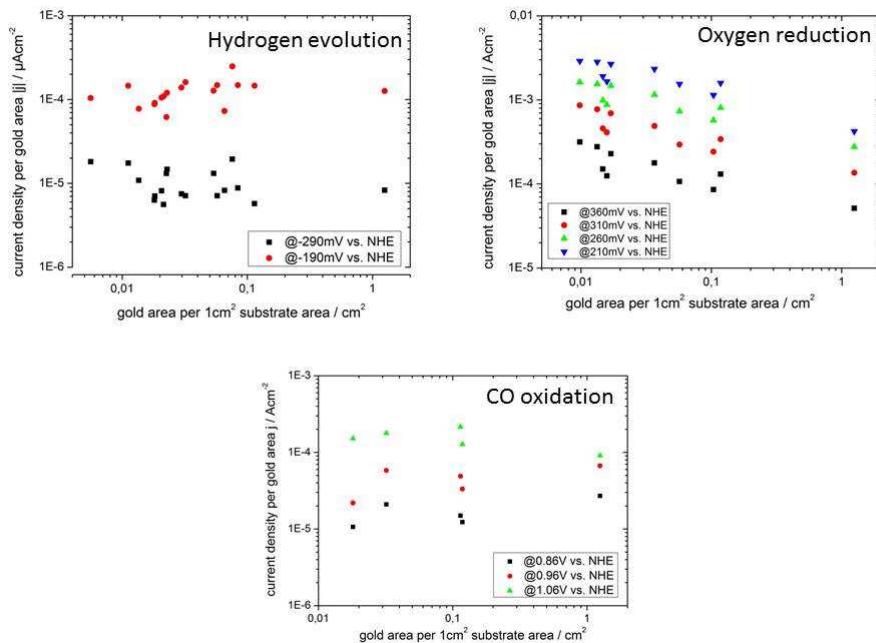 Hydrogen evolution
1E-3
1E-4
1E-5
1E-6
current density per gold area |j| / µAcm-2
@-290mV vs. NHE
@-190mV vs. NHE
0,01
0,1
1
gold area per 1cm² substrate area / cm²
Oxygen reduction
0,01
1E-3
1E-4
1E-5
current density per gold area |j| / Acm-2
@360mV vs. NHE
@310mV vs. NHE
@260mV vs. NHE
@210mV vs. NHE
0,01
0,1
1
gold area per 1cm² substrate area / cm²
CO oxidation
1E-3
1E-4
1E-5
1E-6
current density per gold area j / Acm-2
@0.86V vs. NHE
@0.96V vs. NHE
@1.06V vs. NHE
0,01
0,1
1
gold area per 1cm² substrate area / cm²